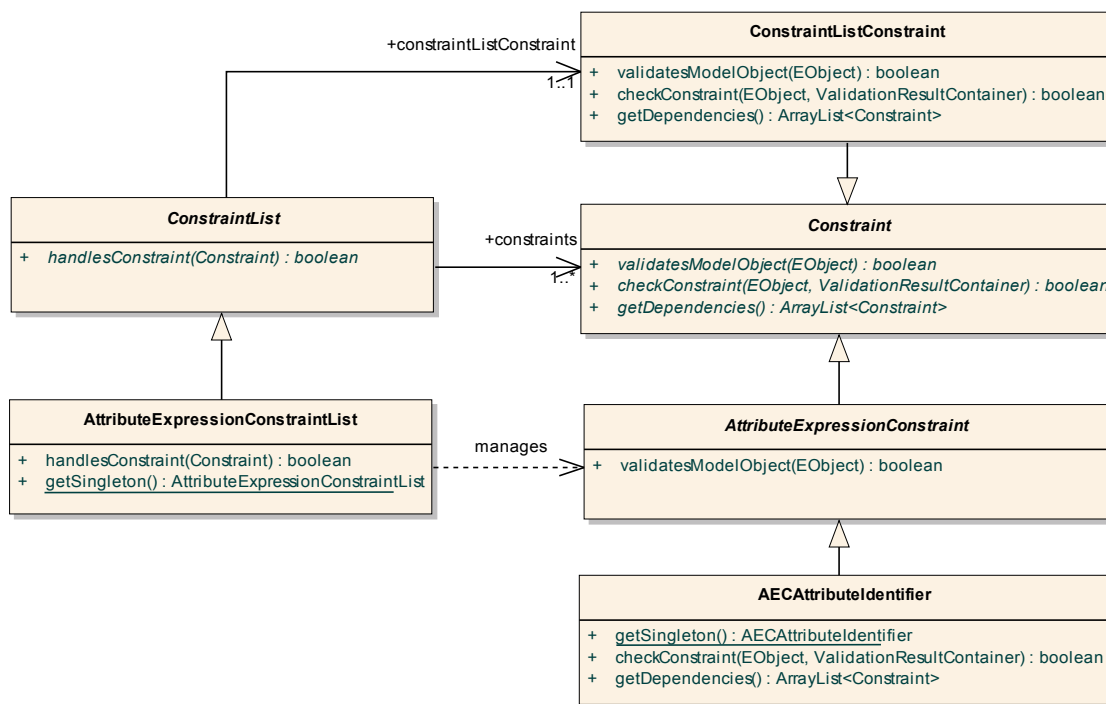 ConstraintListConstraint
+constraintListConstraint
+ validatesModelObject(EObject) : boolean
1..1
+ checkConstraint(EObject, ValidationResultContainer) : boolean
+ getDependencies() : ArrayList<Constraint>
ConstraintList
+ handlesConstraint(Constraint) : boolean
Constraint
+constraints
1..*
+ validatesModelObject(EObject) : boolean
+ checkConstraint(EObject, ValidationResultContainer) : boolean
+ getDependencies() : ArrayList<Constraint>
AttributeExpressionConstraintList
+ handlesConstraint(Constraint) : boolean
+ getSingleton() : AttributeExpressionConstraintList
manages
AttributeExpressionConstraint
+ validatesModelObject(EObject) : boolean
AECAttributeIdentifier
+ getSingleton() : AECAttributeIdentifier
+ checkConstraint(EObject, ValidationResultContainer) : boolean
+ getDependencies() : ArrayList<Constraint>